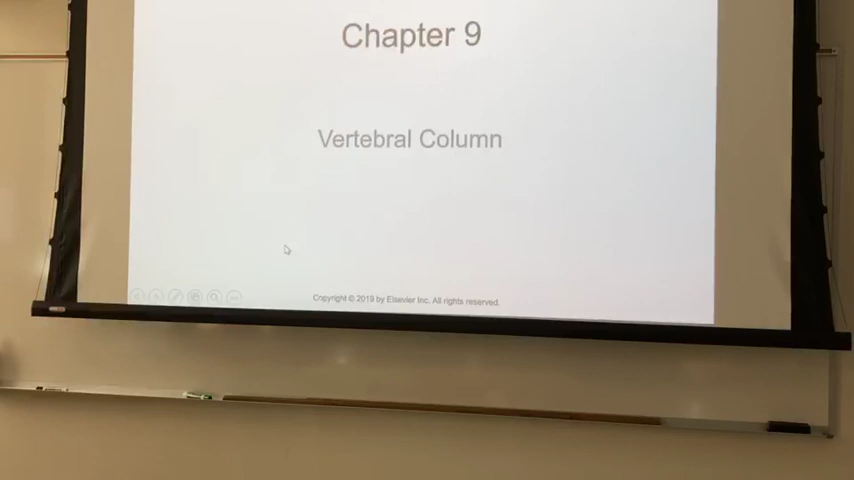 Chapter 9
Vertebral Column
Copyright © 2019 by Elsevier Inc. All rights reserved.